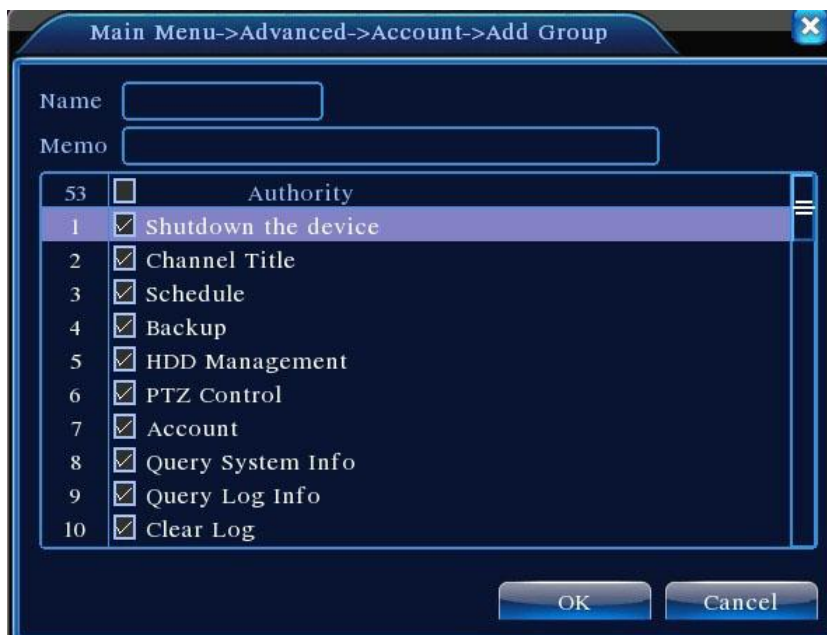 Main Menu->Advanced->Account->Add Group
Name
Memo
53 Authority
1 Shutdown the device
2 Channel Title
3 Schedule
4 Backup
5 HDD Management
6 PTZ Control
7 Account
8 Query System Info
9 Query Log Info
10 Clear Log
OK Cancel